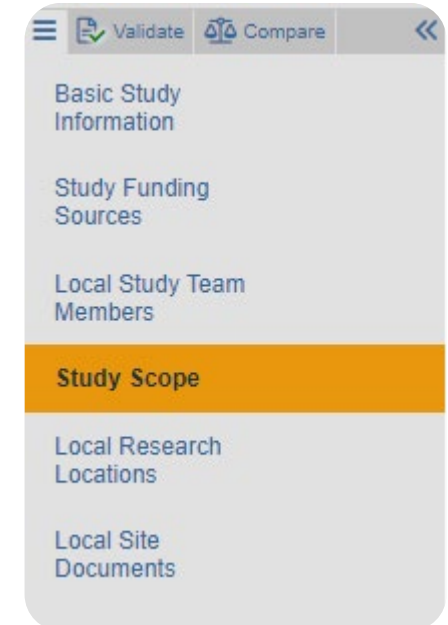 Validate Compare
Basic Study
Information
Study Funding
Sources
Local Study Team
Members
Study Scope
Local Research
Locations
Local Site
Documents